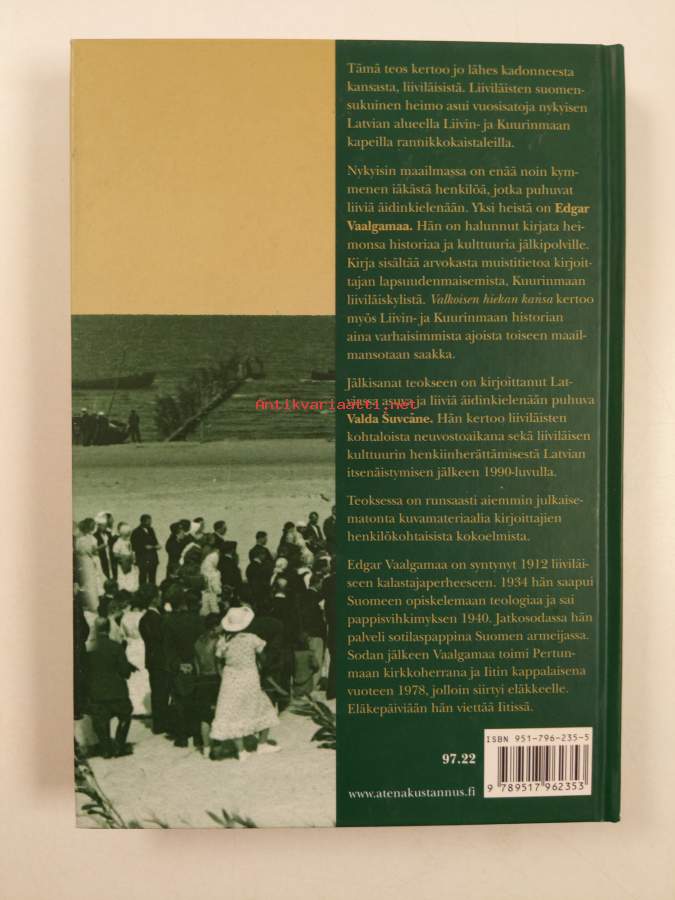 Tämä teos kertoo jo lähes kadonneesta
kansasta, liiviläisistä. Liiviläisten suomen-
sukuinen heimo asui vuosisatoja nykyisen
Latvian alueella Liivin- ja Kuurinmaan
kapeilla rannikkokaistaleilla.
Nykyisin maailmassa on enää noin kym-
menen iäkästä henkilöä, jotka puhuvat
liiviä äidinkielenään. Yksi heistä on Edgar
Vaalgamaa. Hän on halunnut kirjata hei-
monsa historiaa ja kulttuuria jälkipolville.
Kirja sisältää arvokasta muistitietoa kirjoit-
tajan lapsuudenmaisemista, Kuurinmaan
liiviläiskylistä. Valkoisen hiekan kansa kertoo
myös Liivin- ja Kuurinmaan historian
aina varhaisimmista ajoista toiseen maail-
mansotaan saakka.
Jälkisanat teokseen on kirjoittanut Lat-
viassa asuva ja liiviä äidinkielenään puhuva
Antikvariaatti.net
Valda Šuvcāne. Hän kertoo liiviläisten
kohtaloista neuvostoaikana sekä liiviläisen
kulttuurin henkiinherättämisestä Latvian
itsenäistymisen jälkeen 1990-luvulla.
Teoksessa on runsaasti aiemmin julkaise-
matonta kuvamateriaalia kirjoittajien
henkilökohtaisista kokoelmista.
Edgar Vaalgamaa on syntynyt 1912 liiviläi-
seen kalastajaperheeseen. 1934 hän saapui
Suomeen opiskelemaan teologiaa ja sai
pappisvihkimyksen 1940. Jatkosodassa hän
palveli sotilaspappina Suomen armeijassa.
Sodan jälkeen Vaalgamaa toimi Pertun-
maan kirkkoherrana ja Iitin kappalaisena
vuoteen 1978, jolloin siirtyi eläkkeelle.
Eläkepäiviään hän viettää Iitissä.
ISBN 951-796-235-5
97.22
www.atenakustannus.fi
9 789517 962353